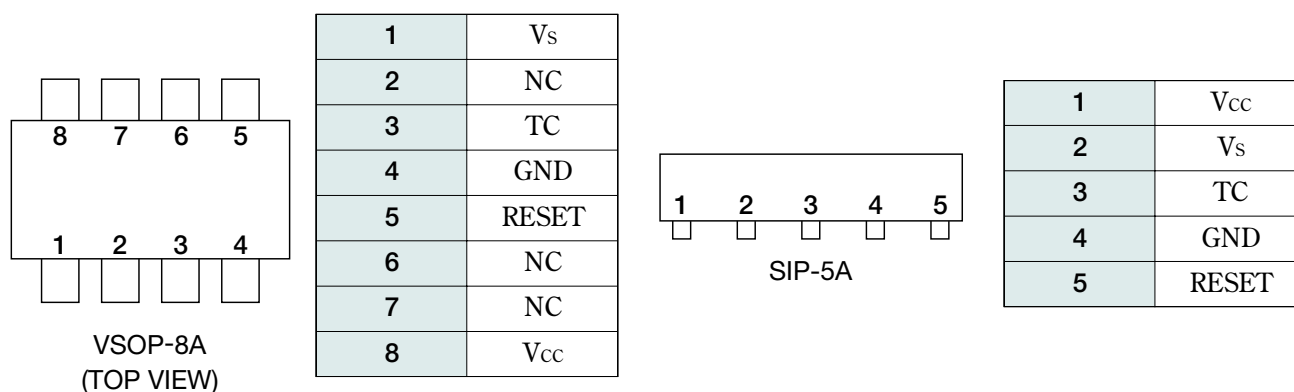 8 7 6 5
1 2 3 4
VSOP-8A
(TOP VIEW)
1 Vs
2 NC
3 TC
4 GND
5 RESET
6 NC
7 NC
8 Vcc
1 2 3 4 5
SIP-5A
1 Vcc
2 Vs
3 TC
4 GND
5 RESET